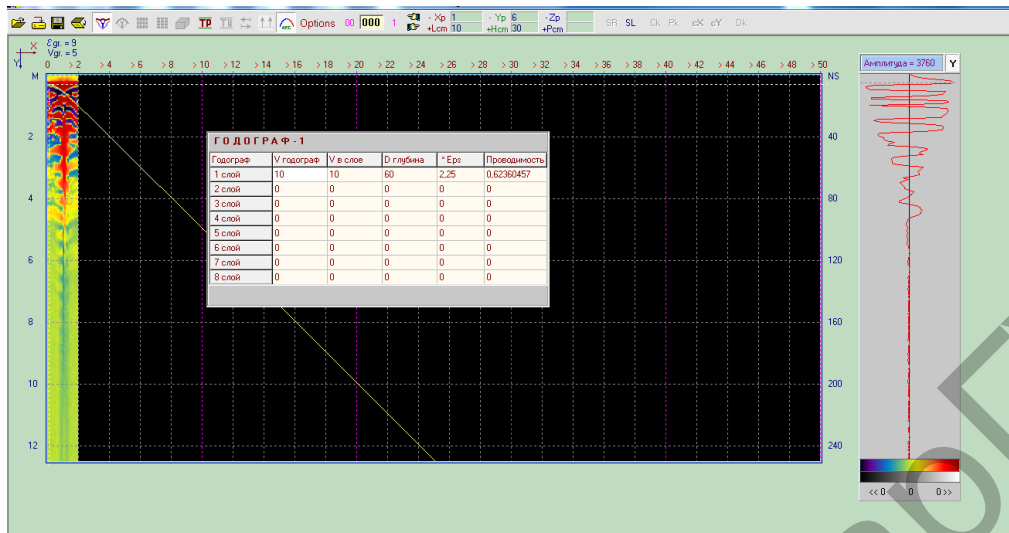 TP Options 00 000 1 - Xp 1 - Yp 6 -Zp SR SL Ck Pk cX cY Dk
+Lcm 10 +Hcm 30 +Pcm
X Egr. = 9
Y Vgr. = 5
0 > 2 > 4 > 6 > 8 > 10 > 12 > 14 > 16 > 18 > 20 > 22 > 24 > 26 > 28 > 30 > 32 > 34 > 36 > 38 > 40 > 42 > 44 > 46 > 48 > 50
M NS
Амплитуда = 3760 Y
2 40
ГОДОГРАФ-1
Годограф V годограф V в слое D глубина * Eps Проводимость
1 слой 10 10 60 2,25 0,62360457
2 слой 0 0 0 0 0
3 слой 0 0 0 0 0
4 80
4 слой 0 0 0 0 0
5 слой 0 0 0 0 0
6 слой 0 0 0 0 0
6 120
7 слой 0 0 0 0 0
8 слой 0 0 0 0 0
8 160
10 200
12 240
<< 0 0 0 >>